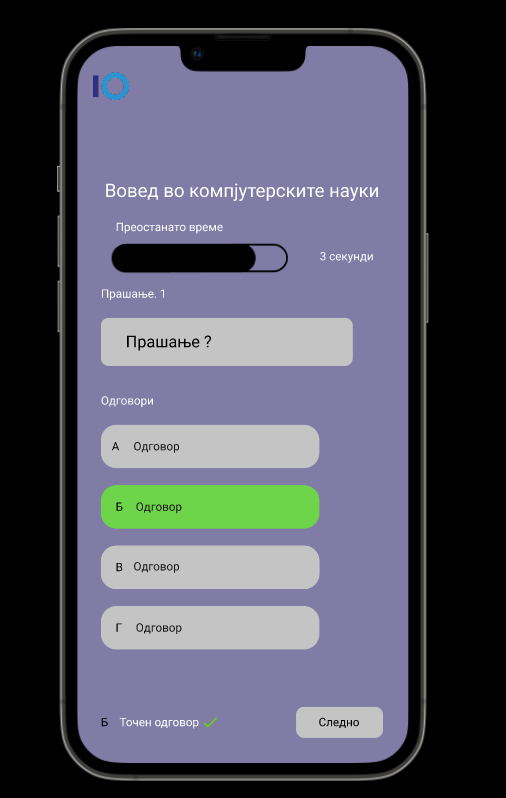 IO
Вовед во компјутерските науки
Преостанато време
3 секунди
Прашање. 1
Прашање ?
Одговори
А Одговор
Б Одговор
В Одговор
Г Одговор
Б Точен одговор
Следно